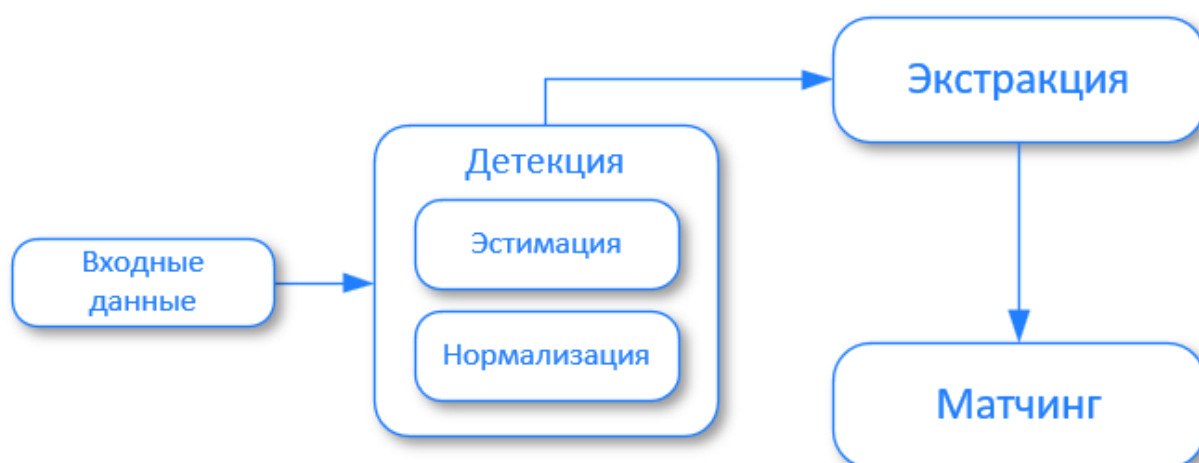 Входные
данные
Детекция
Эстимация
Нормализация
Экстракция
Матчинг